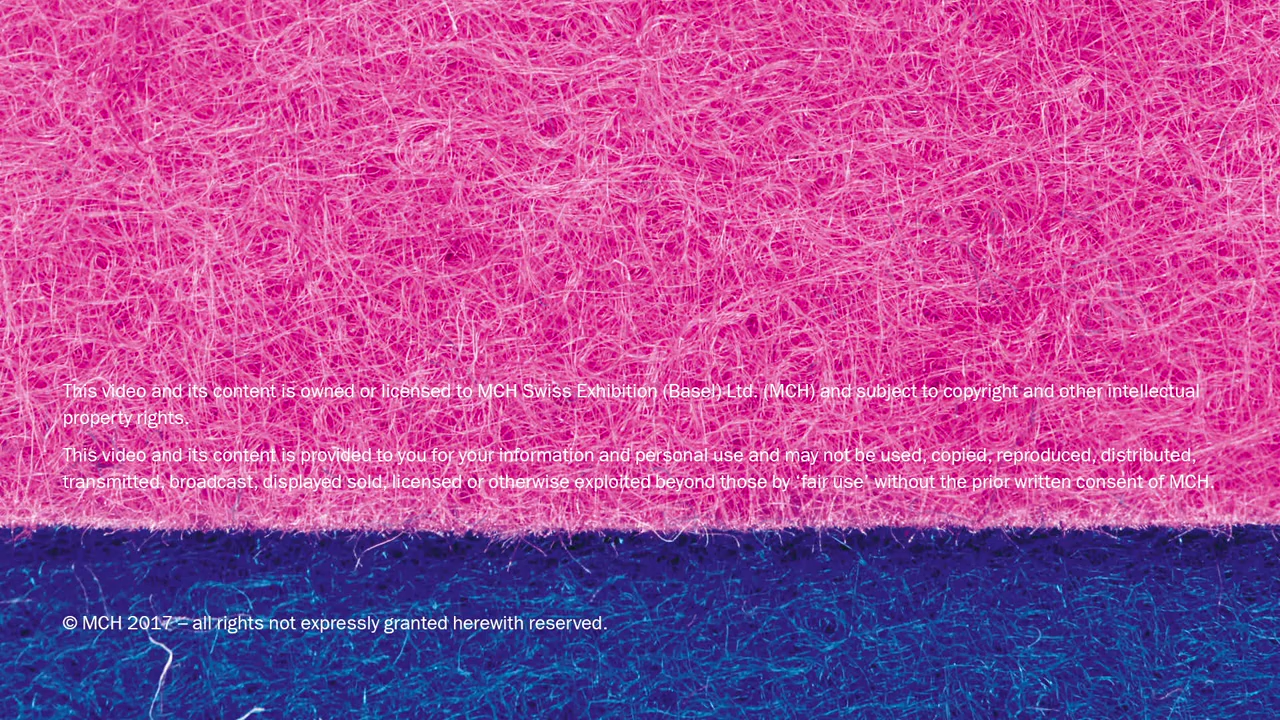 This video and its content is owned or licensed to MCH Swiss Exhibition (Basel) Ltd. (MCH) and subject to copyright and other intellectual
property rights.
This video and its content is provided to you for your information and personal use and may not be used, copied, reproduced, distributed,
transmitted, broadcast, displayed sold, licensed or otherwise exploited beyond those by ‘fair use’ without the prior written consent of MCH.
© MCH 2017 – all rights not expressly granted herewith reserved.